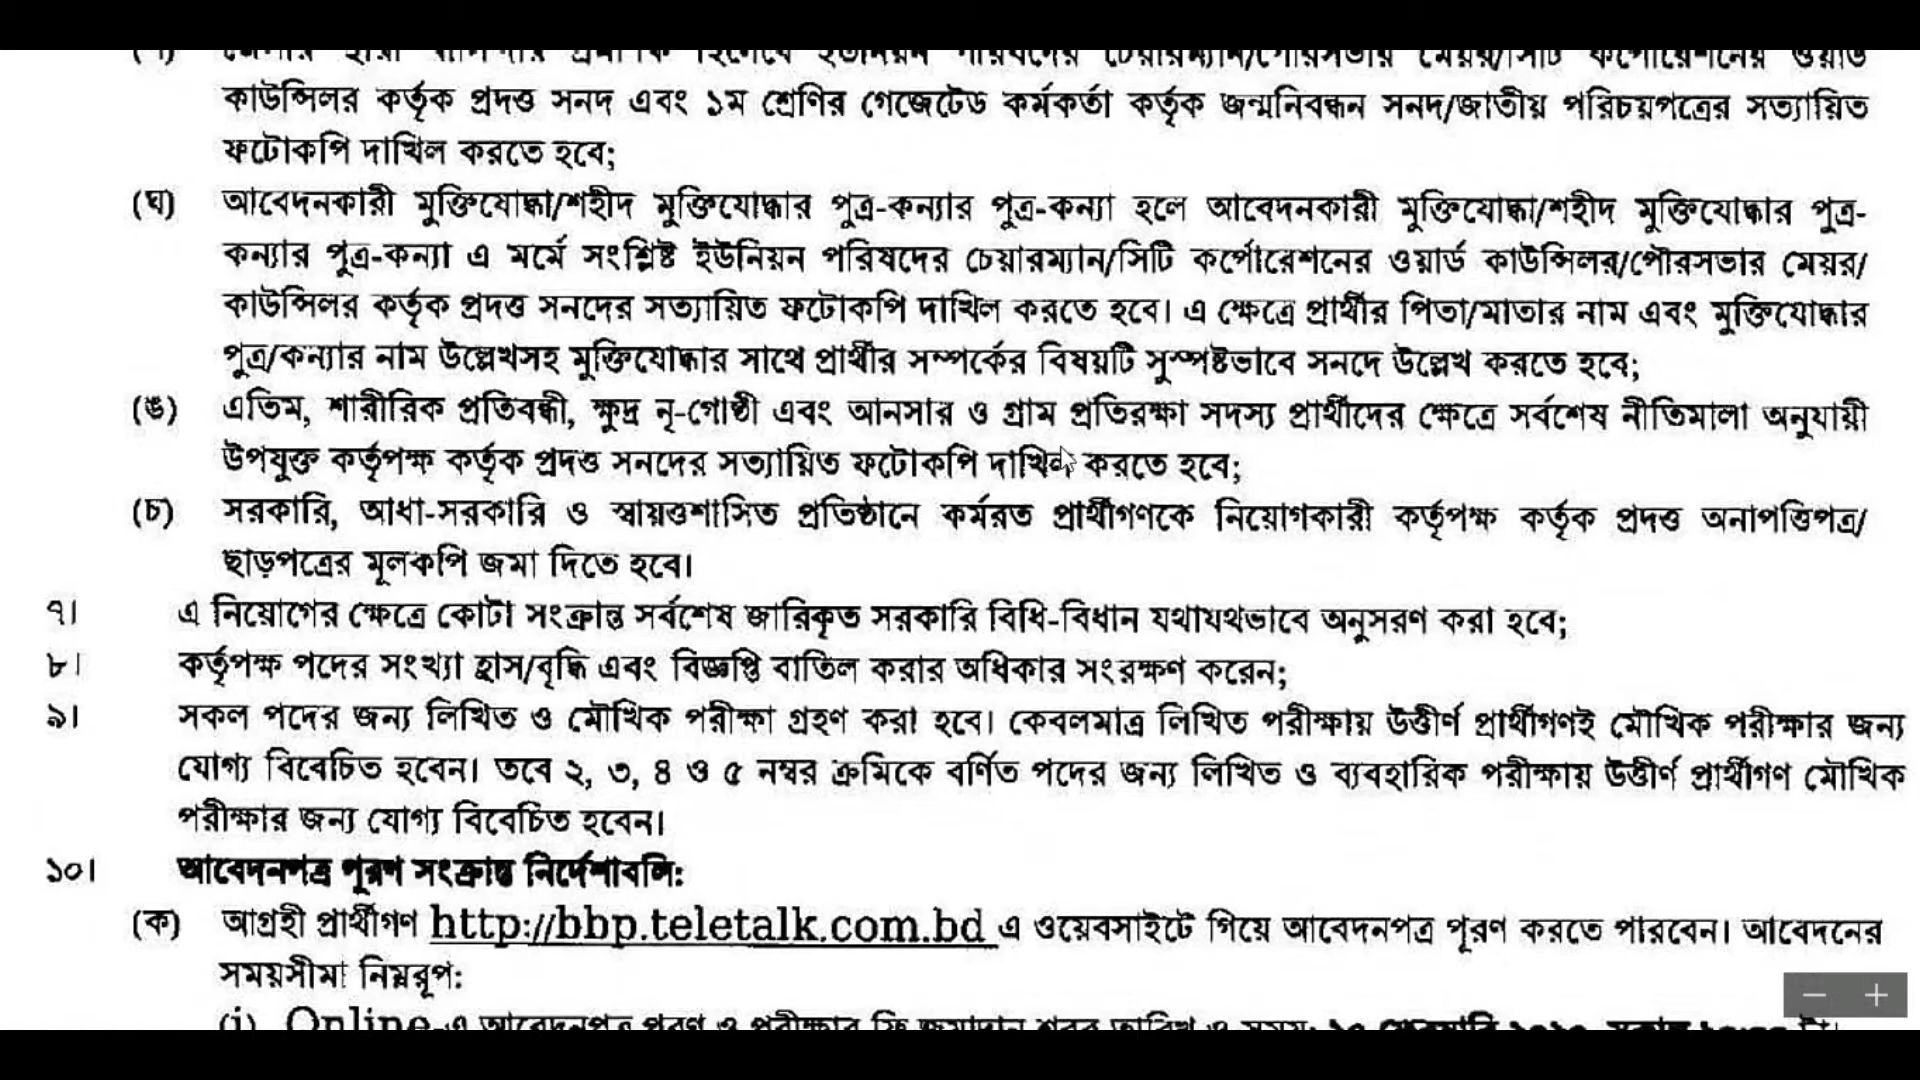 কাউন্সিলর কর্তৃক প্রদত্ত সনদ এবং ১ম শ্রেণির গেজেটেড কর্মকর্তা কর্তৃক জন্মনিবন্ধন সনদ/জাতীয় পরিচয়পত্রের সত্যায়িত
ফটোকপি দাখিল করতে হবে;
(ঘ) আবেদনকারী মুক্তিযোদ্ধা/শহীদ মুক্তিযোদ্ধার পুত্র-কন্যার পুত্র-কন্যা হলে আবেদনকারী মুক্তিযোদ্ধা/শহীদ মুক্তিযোদ্ধার পুত্র-
কন্যার পুত্র-কন্যা এ মর্মে সংশ্লিষ্ট ইউনিয়ন পরিষদের চেয়ারম্যান/সিটি কর্পোরেশনের ওয়ার্ড কাউন্সিলর/পৌরসভার মেয়র/
কাউন্সিলর কর্তৃক প্রদত্ত সনদের সত্যায়িত ফটোকপি দাখিল করতে হবে। এ ক্ষেত্রে প্রার্থীর পিতা/মাতার নাম এবং মুক্তিযোদ্ধার
পুত্র/কন্যার নাম উল্লেখসহ মুক্তিযোদ্ধার সাথে প্রার্থীর সম্পর্কের বিষয়টি সুস্পষ্টভাবে সনদে উল্লেখ করতে হবে;
(ঙ) এতিম, শারীরিক প্রতিবন্ধী, ক্ষুদ্র নৃ-গোষ্ঠী এবং আনসার ও গ্রাম প্রতিরক্ষা সদস্য প্রার্থীদের ক্ষেত্রে সর্বশেষ নীতিমালা অনুযায়ী
উপযুক্ত কর্তৃপক্ষ কর্তৃক প্রদত্ত সনদের সত্যায়িত ফটোকপি দাখিল করতে হবে;
(চ) সরকারি, আধা-সরকারি ও স্বায়ত্তশাসিত প্রতিষ্ঠানে কর্মরত প্রার্থীগণকে নিয়োগকারী কর্তৃপক্ষ কর্তৃক প্রদত্ত অনাপত্তিপত্র/
ছাড়পত্রের মূলকপি জমা দিতে হবে।
৭। এ নিয়োগের ক্ষেত্রে কোটা সংক্রান্ত সর্বশেষ জারিকৃত সরকারি বিধি-বিধান যথাযথভাবে অনুসরণ করা হবে;
৮। কর্তৃপক্ষ পদের সংখ্যা হ্রাস/বৃদ্ধি এবং বিজ্ঞপ্তি বাতিল করার অধিকার সংরক্ষণ করেন;
৯। সকল পদের জন্য লিখিত ও মৌখিক পরীক্ষা গ্রহণ করা হবে। কেবলমাত্র লিখিত পরীক্ষায় উত্তীর্ণ প্রার্থীগণই মৌখিক পরীক্ষার জন্য
যোগ্য বিবেচিত হবেন। তবে ২, ৩, ৪ ও ৫ নম্বর ক্রমিকে বর্ণিত পদের জন্য লিখিত ও ব্যবহারিক পরীক্ষায় উত্তীর্ণ প্রার্থীগণ মৌখিক
পরীক্ষার জন্য যোগ্য বিবেচিত হবেন।
১০। আবেদনপত্র পূরণ সংক্রান্ত নির্দেশাবলি:
(ক) আগ্রহী প্রার্থীগণ http://bbp.teletalk.com.bd এ ওয়েবসাইটে গিয়ে আবেদনপত্র পূরণ করতে পারবেন। আবেদনের
সময়সীমা নিম্নরূপ:
(i) Online-এ আবেদনপত্র পূরণ ও পরীক্ষার ফি জমাদান শুরুর তারিখ ও সময়: